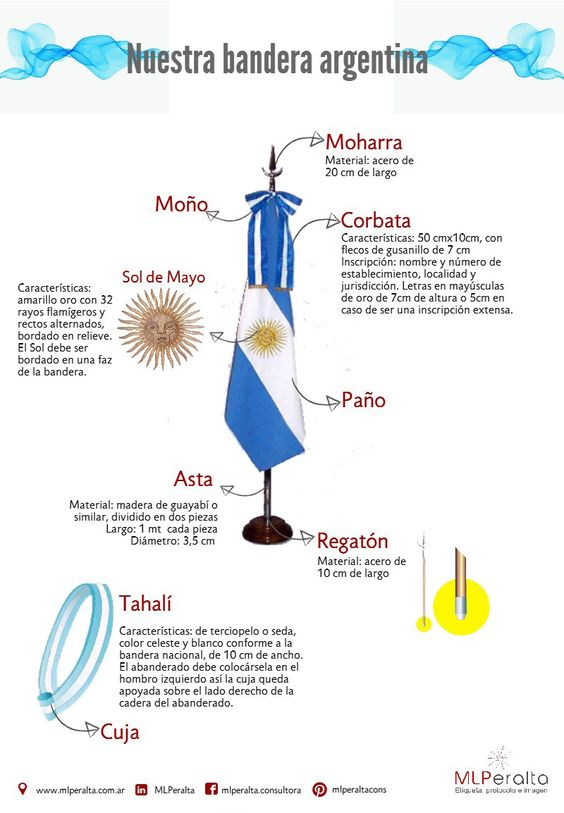 Nuestra bandera argentina
Moharra
Material: acero de
20 cm de largo
Moño
Corbata
Características: 50 cmx10cm, con
flecos de gusanillo de 7 cm
Inscripción: nombre y número de
establecimiento, localidad y
jurisdicción. Letras en mayúsculas
de oro de 7cm de altura o 5cm en
caso de ser una inscripción extensa.
Sol de Mayo
Características:
amarillo oro con 32
rayos flamígeros y
rectos alternados,
bordado en relieve.
El Sol debe ser
bordado en una faz
de la bandera.
Paño
Asta
Material: madera de guayabí o
similar, dividido en dos piezas
Largo: 1 mt cada pieza
Diámetro: 3,5 cm
Regatón
Material: acero de
10 cm de largo
Tahalí
Características: de terciopelo o seda,
color celeste y blanco conforme a la
bandera nacional, de 10 cm de ancho.
El abanderado debe colocársela en el
hombro izquierdo así la cuja queda
apoyada sobre el lado derecho de la
cadera del abanderado.
Cuja
MLPeralta
Etiqueta, protocolo e imagen
www.mlperalta.com.ar
MLPeralta
mlperalta.consultora
mlperaltacons